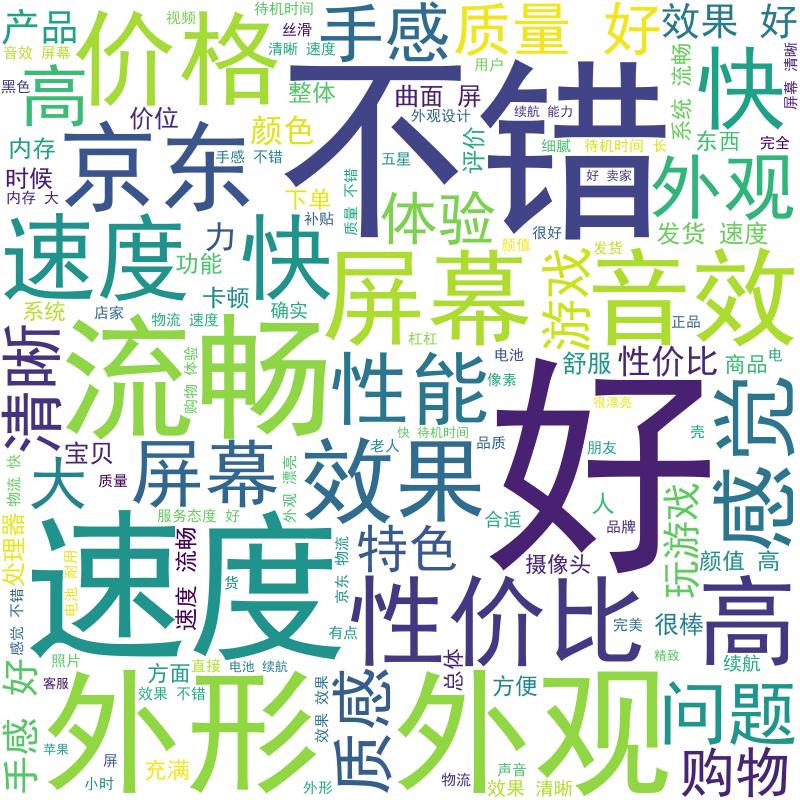 产品
视频
待机时间
手感
质量 好
效果 好
音效 屏幕
价格
丝滑
清晰 速度
用户
系统 流畅
快
屏幕 清晰
黑色
高
整体
曲面 屏
不错
价位
外观设计
续航 能力
颜色
评价
京东
内存
手感 不错
五星
细腻
待机时间 长
东西
完全
时候
内存 大
下单
质量 不错
好 卖家
外观
体验
补贴
速度
力
快
很好
颜值
发货
发货 速度
功能
屏幕
游戏
音效
卡顿
系统
店家
物流 速度
确实
正品
清晰
流畅
购物 体验
杠杠
性能
电池
像素
舒服
性价比
商品
电
好
很漂亮
感觉
宝贝
大
屏幕
效果
老人
快 待机时间
品质
朋友
壳
物流 快
质量
外观 漂亮
服务态度 好
合适
人
品牌
玩游戏
处理器
速度
电池 耐用
速度 流畅
贷
京东 物流
特色
摄像头
颜值 高
性价比
高
感觉 不错
有点
完美
很棒
手感 好
照片
客服
方面
直接
电池 续航
总体
精致
续航
外形
效果 不错
效果 效果
质感
外观
方便
问题
苹果
屏
小时
充满
外形
物流
声音
效果 清晰
购物